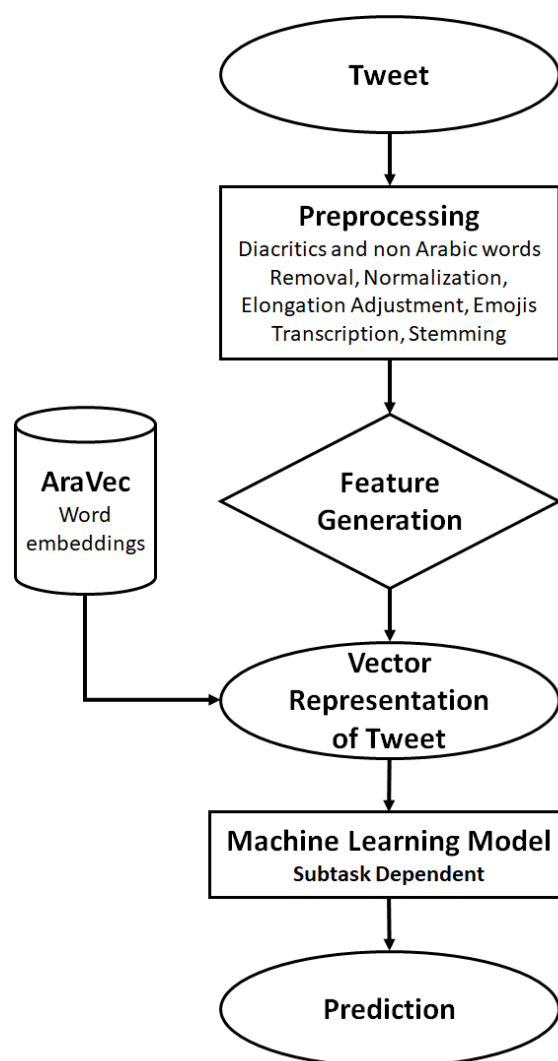 Tweet
Preprocessing
Diacritics and non Arabic words
Removal, Normalization,
Elongation Adjustment, Emojis
Transcription, Stemming
AraVec
Word
embeddings
Feature
Generation
Vector
Representation
of Tweet
Machine Learning Model
Subtask Dependent
Prediction